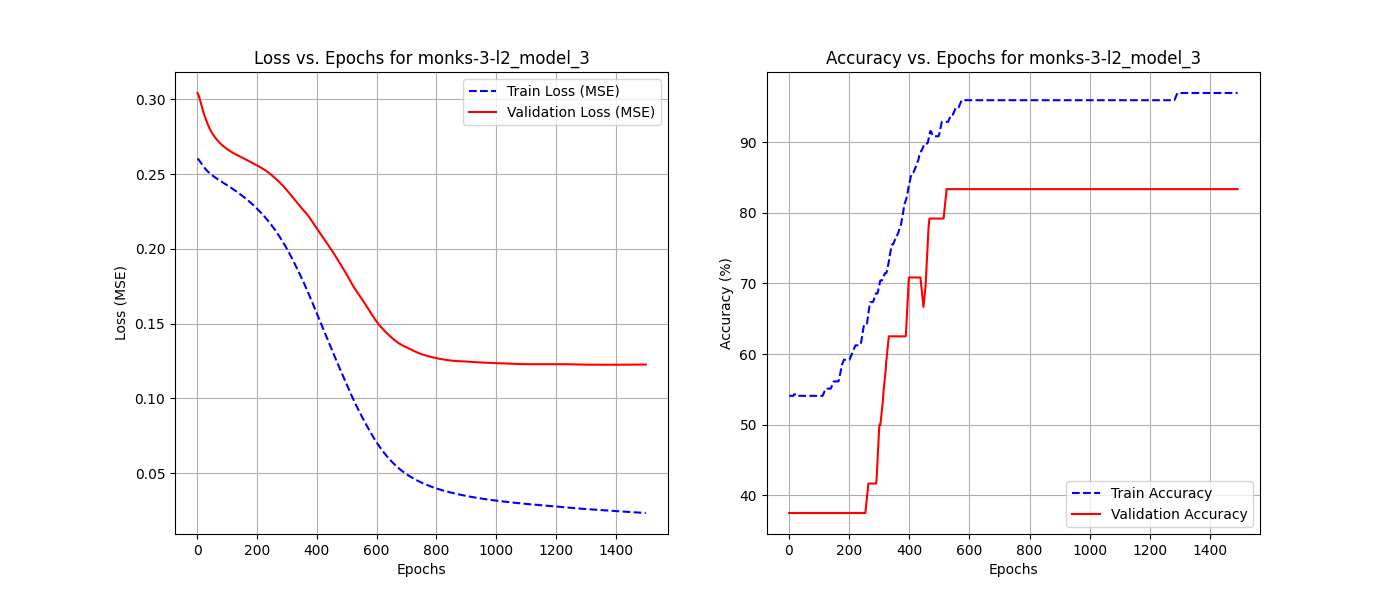 Loss vs. Epochs for monks-3-l2_model_3
Train Loss (MSE)
Validation Loss (MSE)
0.30
0.25
0.20
0.15
0.10
0.05
Loss (MSE)
0
200
400
600
800
1000
1200
1400
Epochs
Accuracy vs. Epochs for monks-3-l2_model_3
90
80
70
60
50
40
Accuracy (%)
Train Accuracy
Validation Accuracy
0
200
400
600
800
1000
1200
1400
Epochs